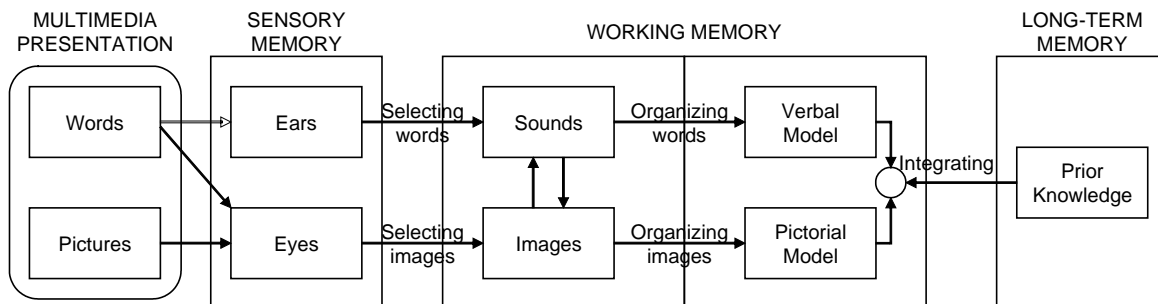 MULTIMEDIA
PRESENTATION
SENSORY
MEMORY
WORKING MEMORY
LONG-TERM
MEMORY
Words
Ears
Selecting
words
Sounds
Organizing
words
Verbal
Model
Integrating
Prior
Knowledge
Pictures
Eyes
Selecting
images
Images
Organizing
images
Pictorial
Model